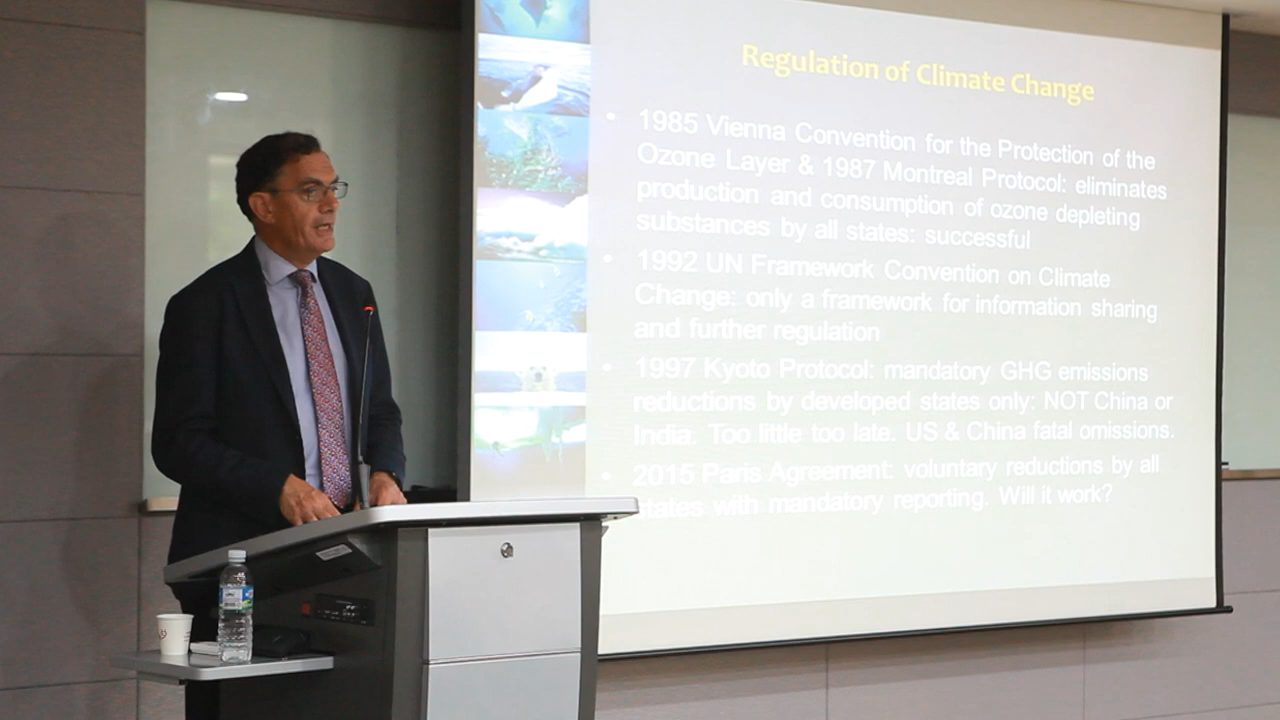 Regulation of Climate Change
• 1985 Vienna Convention for the Protection of the
Ozone Layer & 1987 Montreal Protocol: eliminates
production and consumption of ozone depleting
substances by all states: successful
• 1992 UN Framework Convention on Climate
Change: only a framework for information sharing
and further regulation
• 1997 Kyoto Protocol: mandatory GHG emissions
reductions by developed states only: NOT China or
India. Too little too late. US & China fatal omissions.
• 2015 Paris Agreement: voluntary reductions by all
states with mandatory reporting. Will it work?